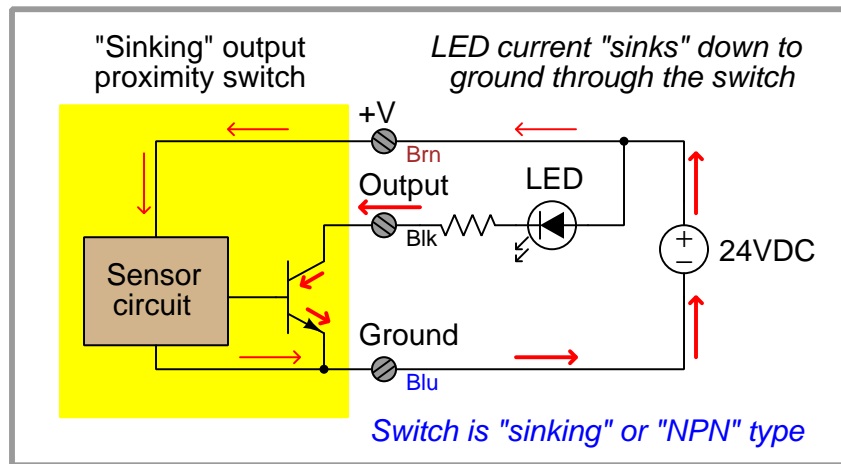 "Sinking" output
proximity switch
LED current "sinks" down to
ground through the switch
+V
Brn
Output
LED
Blk
+
−
24VDC
Sensor
circuit
Ground
Blu
Switch is "sinking" or "NPN" type